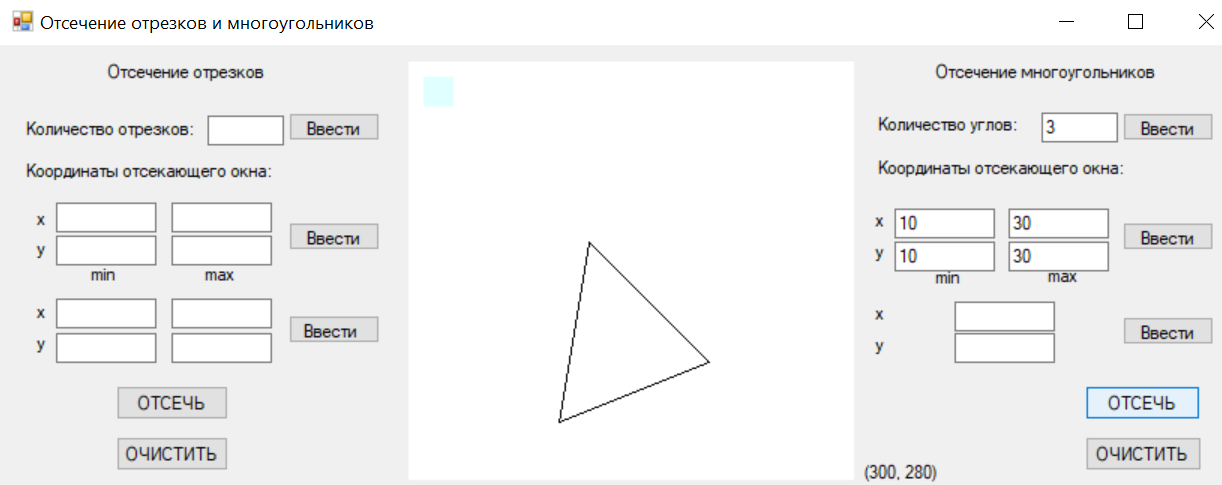 Отсечение отрезков и многоугольников
Отсечение отрезков
Количество отрезков:
Ввести
Координаты отсекающего окна:
x
y
Ввести
min
max
x
y
Ввести
ОТСЕЧЬ
ОЧИСТИТЬ
Отсечение многоугольников
Количество углов:
3
Ввести
Координаты отсекающего окна:
x
10
30
y
10
30
Ввести
min
max
x
y
Ввести
ОТСЕЧЬ
ОЧИСТИТЬ
(300, 280)